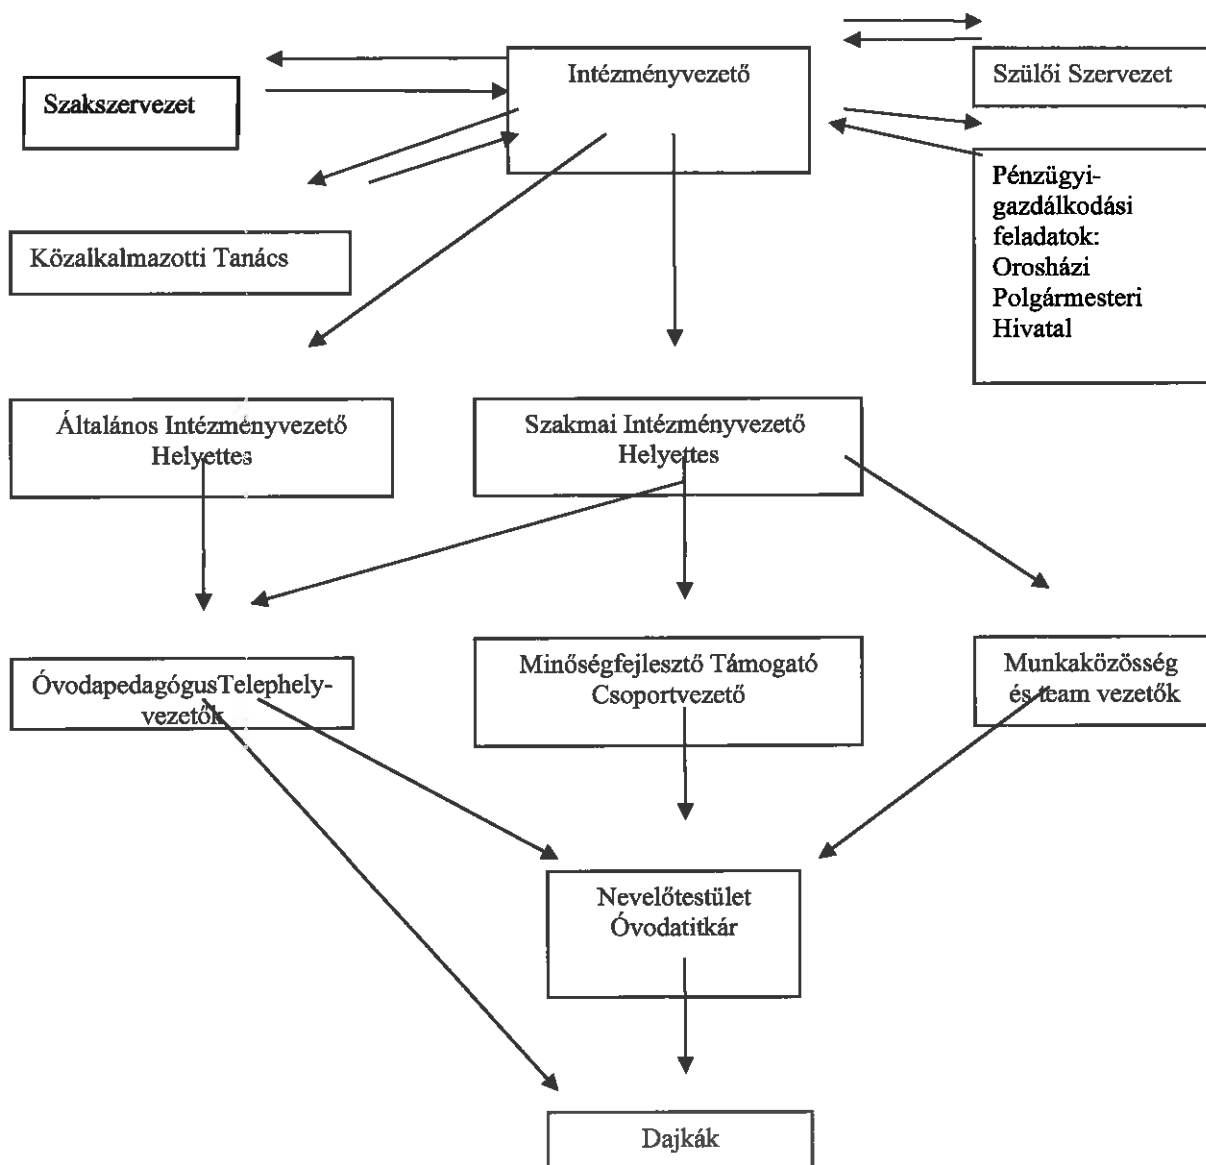 Intézményvezető
Szülői Szervezet
Szakszervezet
Pénzügyi-
gazdálkodási
feladatok:
Orosházi
Polgármesteri
Hivatal
Közalkalmazotti Tanács
Általános Intézményvezető
Helyettes
Szakmai Intézményvezető
Helyettes
ÓvodapedagógusTelephely-
vezetők
Minőségfejlesztő Támogató
Csoportvezető
Munkaközösség
és team vezetők
Nevelőtestület
Óvodatitkár
Dajkák